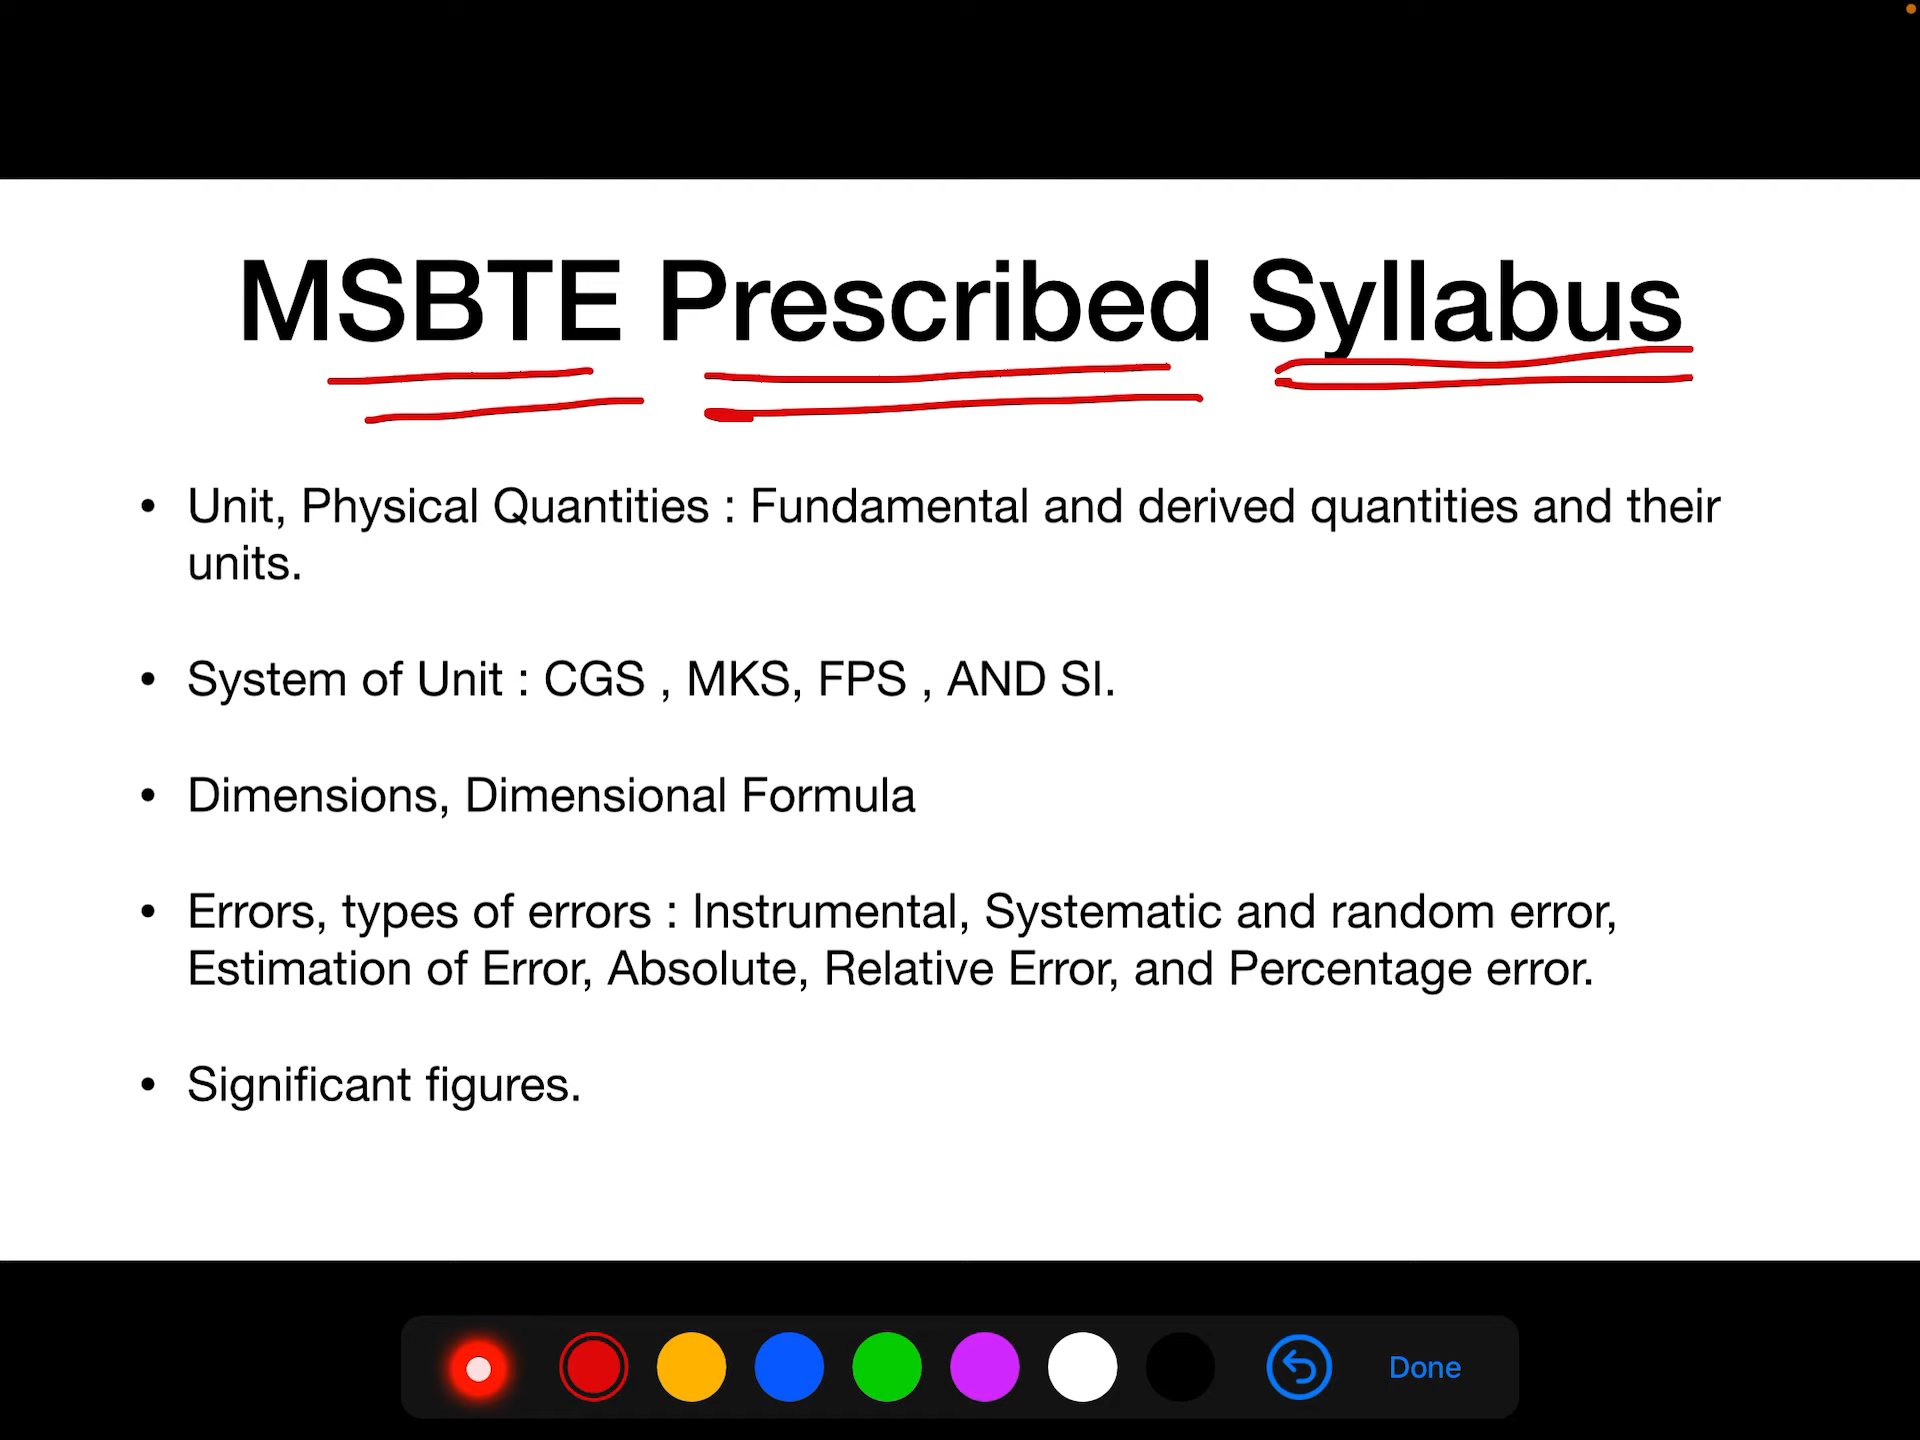 MSBTE Prescribed Syllabus
• Unit, Physical Quantities : Fundamental and derived quantities and their
units.
• System of Unit : CGS , MKS, FPS , AND SI.
• Dimensions, Dimensional Formula
• Errors, types of errors : Instrumental, Systematic and random error,
Estimation of Error, Absolute, Relative Error, and Percentage error.
• Significant figures.
Done